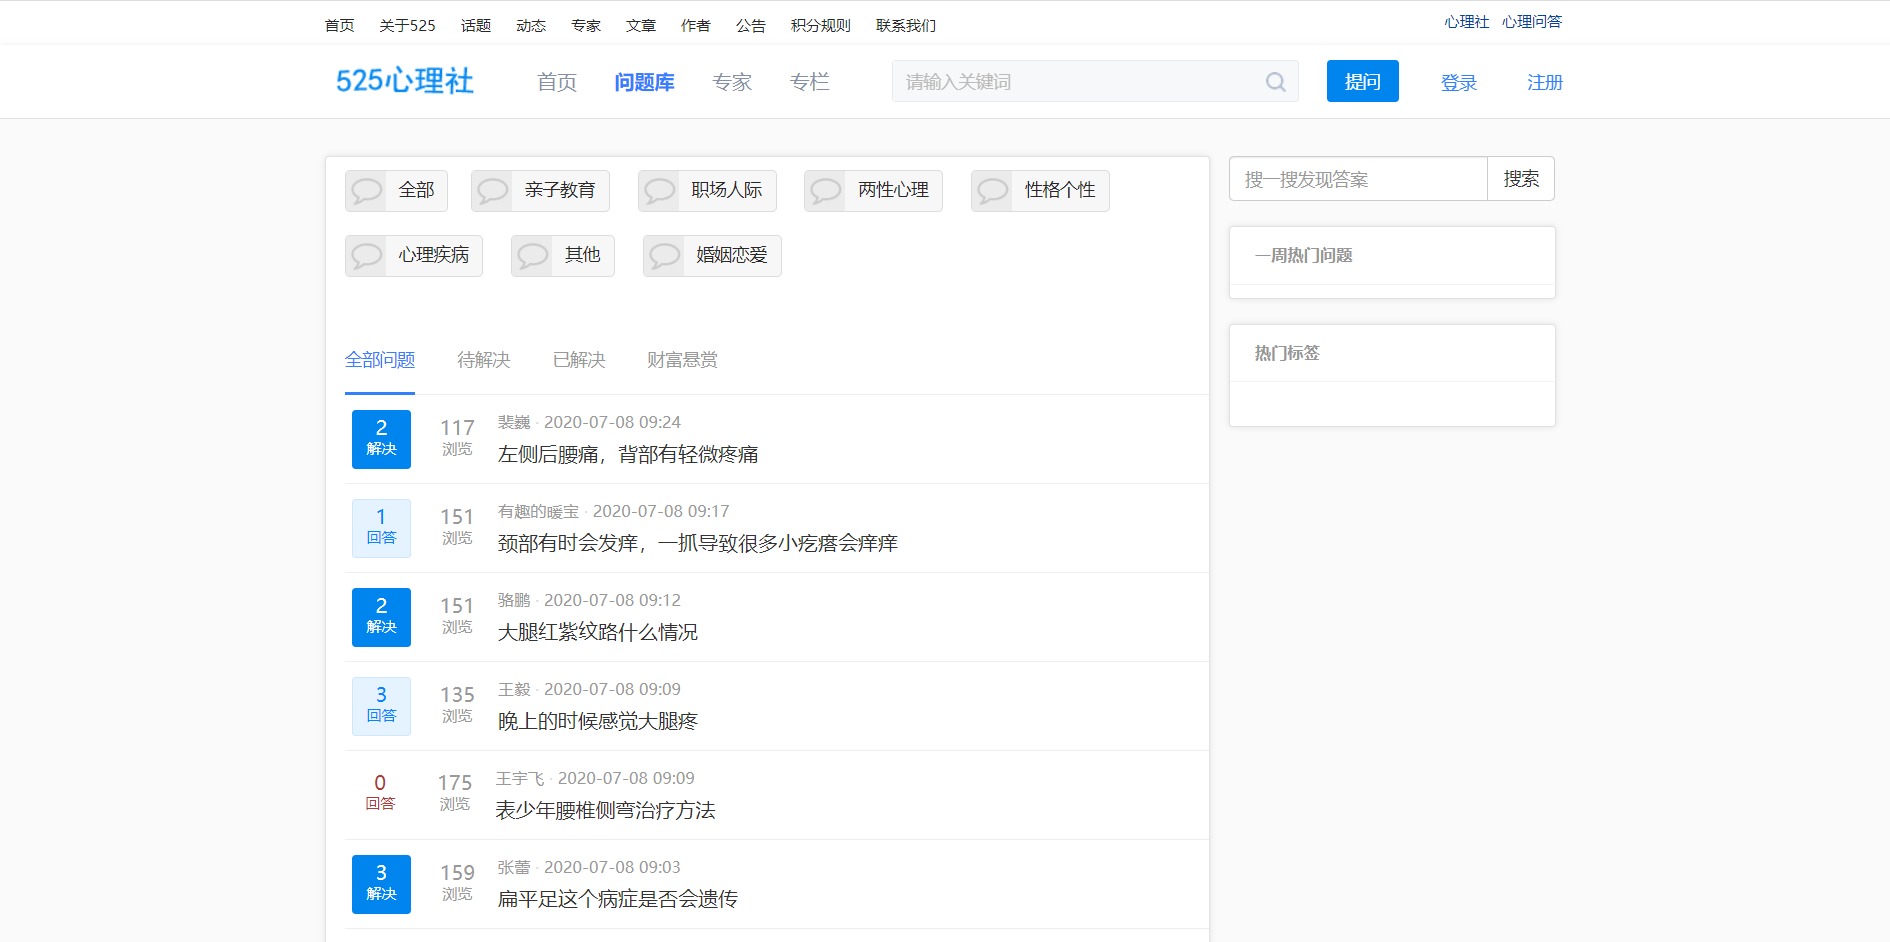 首页 关于525 话题 动态 专家 文章 作者 公告 积分规则 联系我们 心理社 心理问答
525心理社 首页 问题库 专家 专栏 请输入关键词 提问 登录 注册
全部 亲子教育 职场人际 两性心理 性格个性
心理疾病 其他 婚姻恋爱
搜一搜发现答案 搜索
一周热门问题
热门标签
全部问题 待解决 已解决 财富悬赏
2 解决 117 浏览 裴巍 · 2020-07-08 09:24
左侧后腰痛，背部有轻微疼痛
1 回答 151 浏览 有趣的暖宝 · 2020-07-08 09:17
颈部有时会发痒，一抓导致很多小疙瘩会痒痒
2 解决 151 浏览 骆鹏 · 2020-07-08 09:12
大腿红紫纹路什么情况
3 回答 135 浏览 王毅 · 2020-07-08 09:09
晚上的时候感觉大腿疼
0 回答 175 浏览 王宇飞 · 2020-07-08 09:09
表少年腰椎侧弯治疗方法
3 解决 159 浏览 张蕾 · 2020-07-08 09:03
扁平足这个病症是否会遗传